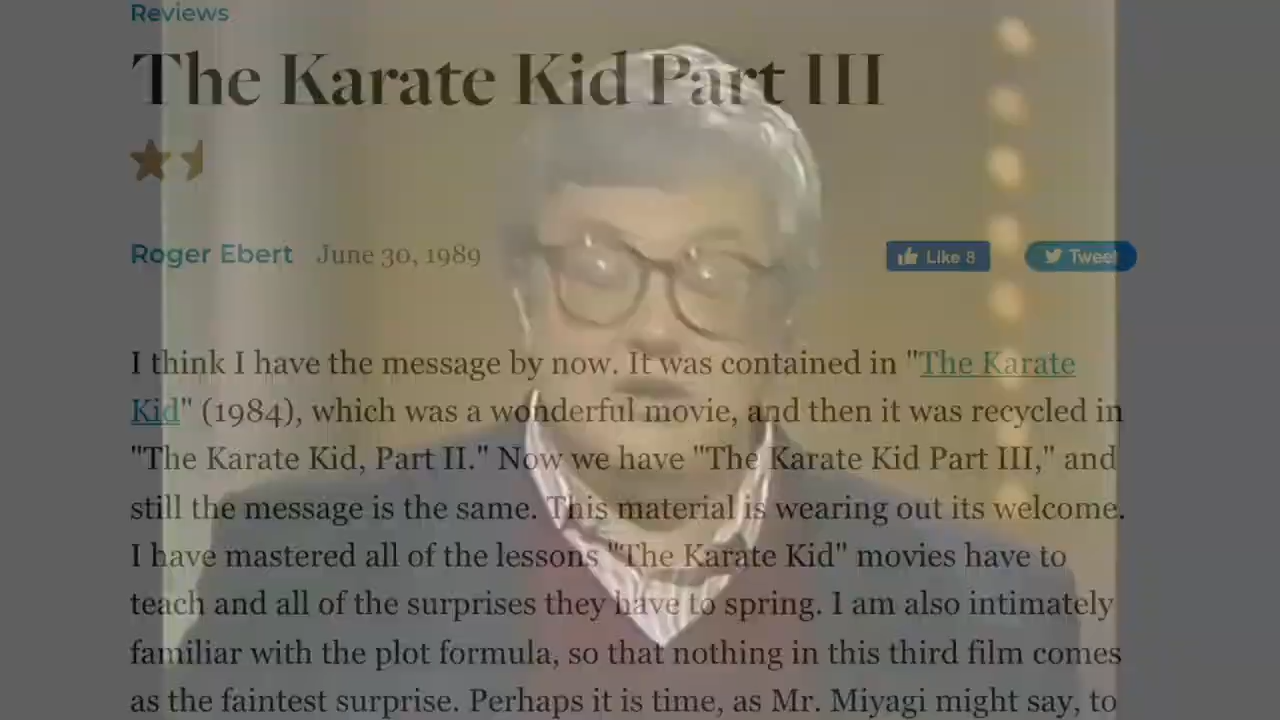 Reviews
The Karate Kid Part III
Roger Ebert June 30, 1989
Like 8 Tweet
I think I have the message by now. It was contained in "The Karate
Kid" (1984), which was a wonderful movie, and then it was recycled in
"The Karate Kid, Part II." Now we have "The Karate Kid Part III," and
still the message is the same. This material is wearing out its welcome.
I have mastered all of the lessons "The Karate Kid" movies have to
teach and all of the surprises they have to spring. I am also intimately
familiar with the plot formula, so that nothing in this third film comes
as the faintest surprise. Perhaps it is time, as Mr. Miyagi might say, to